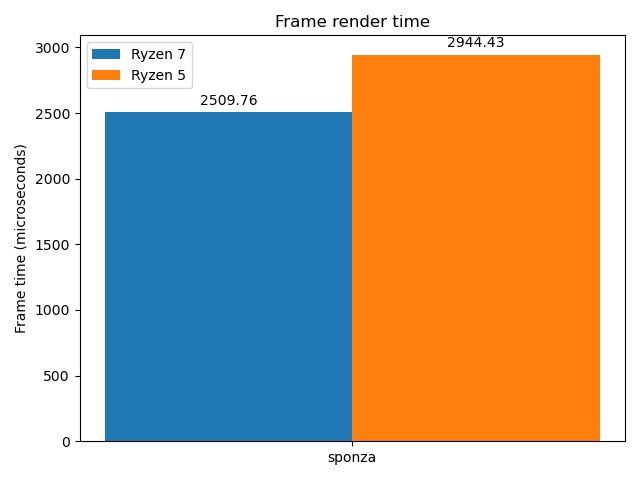 Frame render time
Ryzen 7
Ryzen 5
2509.76
2944.43
Frame time (microseconds)
3000
2500
2000
1500
1000
500
0
sponza